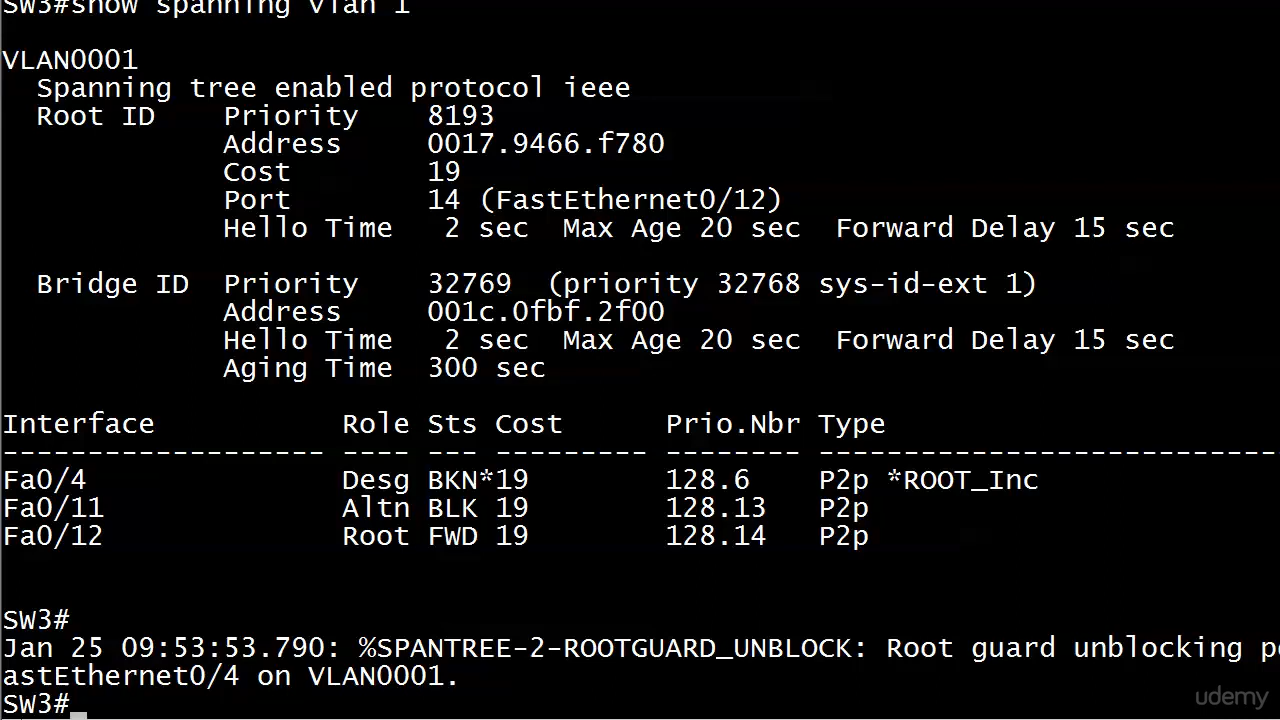 SW3#show spanning vlan 1
VLAN0001
Spanning tree enabled protocol ieee
Root ID Priority 8193
Address 0017.9466.f780
Cost 19
Port 14 (FastEthernet0/12)
Hello Time 2 sec Max Age 20 sec Forward Delay 15 sec
Bridge ID Priority 32769 (priority 32768 sys-id-ext 1)
Address 001c.0fbf.2f00
Hello Time 2 sec Max Age 20 sec Forward Delay 15 sec
Aging Time 300 sec
Interface Role Sts Cost Prio.Nbr Type
------------------- ---- --- --------- -------- ---------------------------
Fa0/4 Desg BKN*19 128.6 P2p *ROOT_Inc
Fa0/11 Altn BLK 19 128.13 P2p
Fa0/12 Root FWD 19 128.14 P2p
SW3#
Jan 25 09:53:53.790: %SPANTREE-2-ROOTGUARD_UNBLOCK: Root guard unblocking po
astEthernet0/4 on VLAN0001.
SW3#
udemy